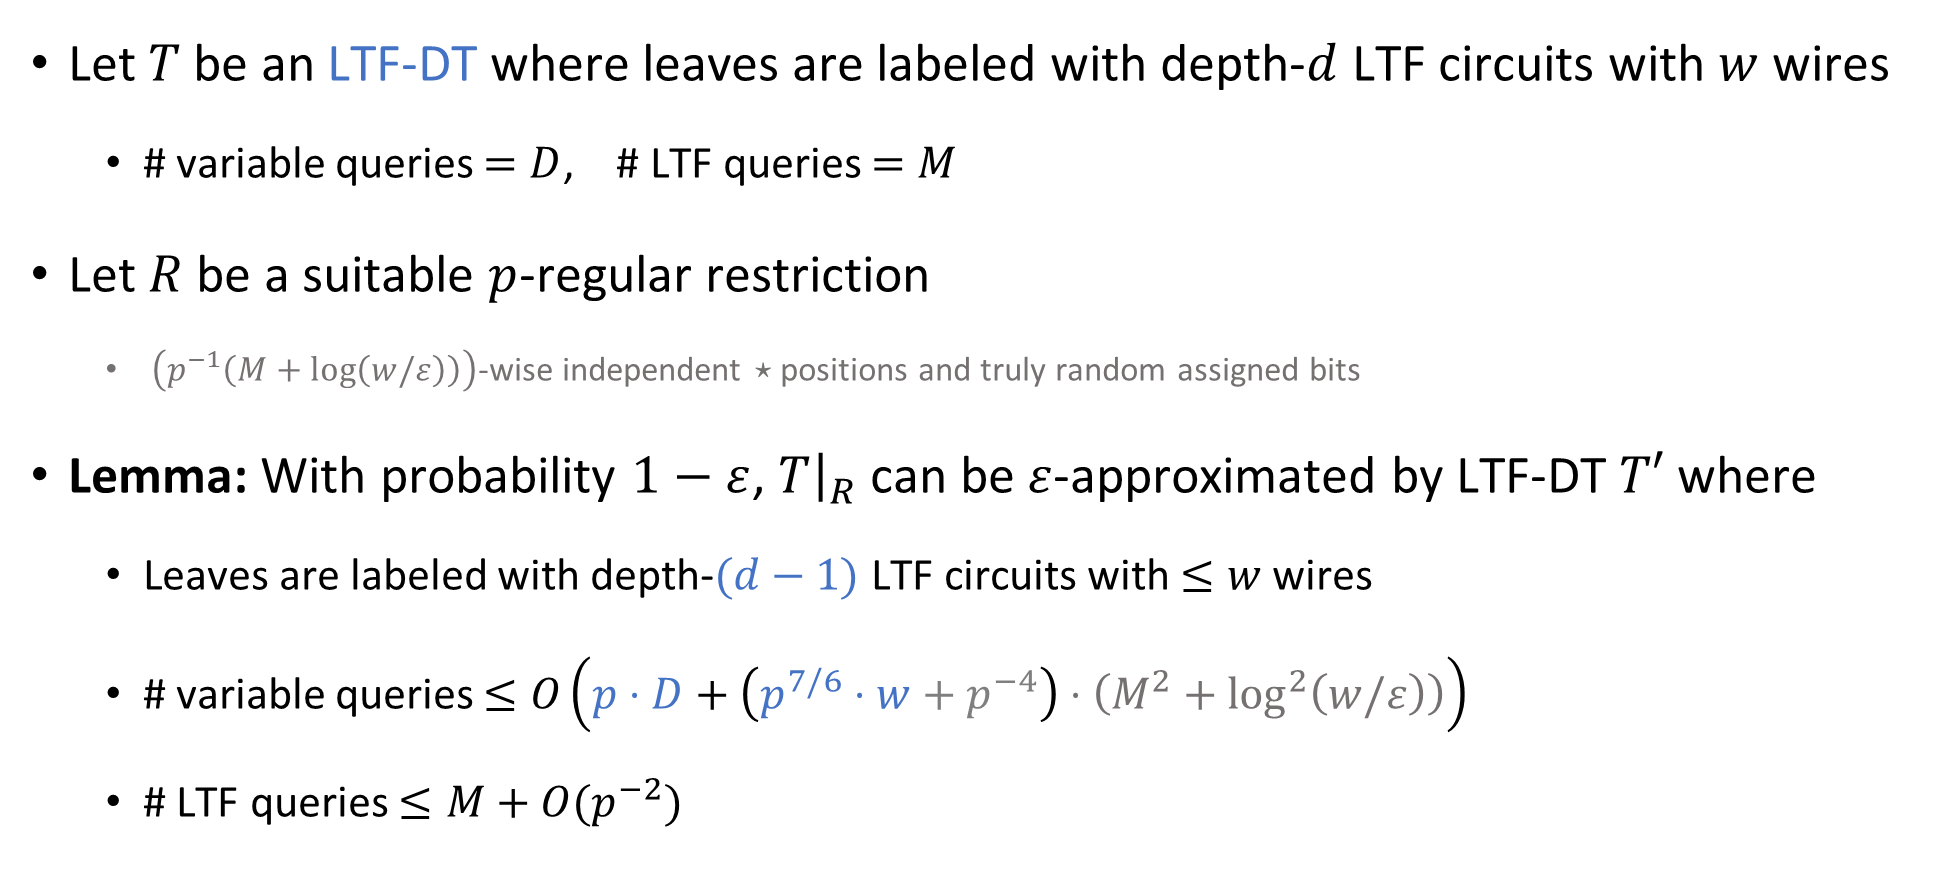 • Let T be an LTF-DT where leaves are labeled with depth-d LTF circuits with w wires
• # variable queries = D, # LTF queries = M
• Let R be a suitable p-regular restriction
• (p⁻¹(M + log(w/ε)))-wise independent ⋆ positions and truly random assigned bits
• Lemma: With probability 1 − ε, T|_R can be ε-approximated by LTF-DT T′ where
• Leaves are labeled with depth-(d − 1) LTF circuits with ≤ w wires
• # variable queries ≤ O(p · D + (p^{7/6} · w + p⁻⁴) · (M² + log²(w/ε)))
• # LTF queries ≤ M + O(p⁻²)